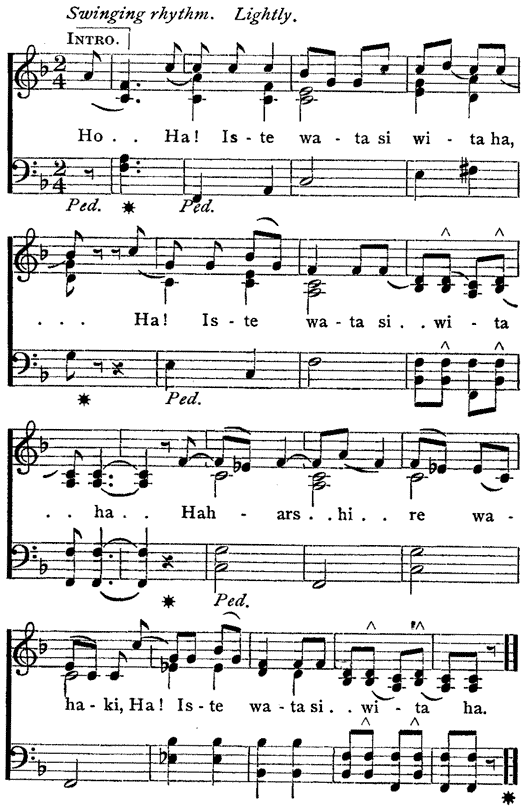 Swinging rhythm. Lightly.
INTRO.
Ho . . Ha! Is - te wa - ta si wi - ta ha,
Ped. Ped.
. . . Ha! Is - te wa - ta si . . wi - ta
Ped.
. . ha . . Hah - ars . . hi . . re wa -
Ped.
ha - ki, Ha! Is - te wa - ta si . . wi - ta ha.